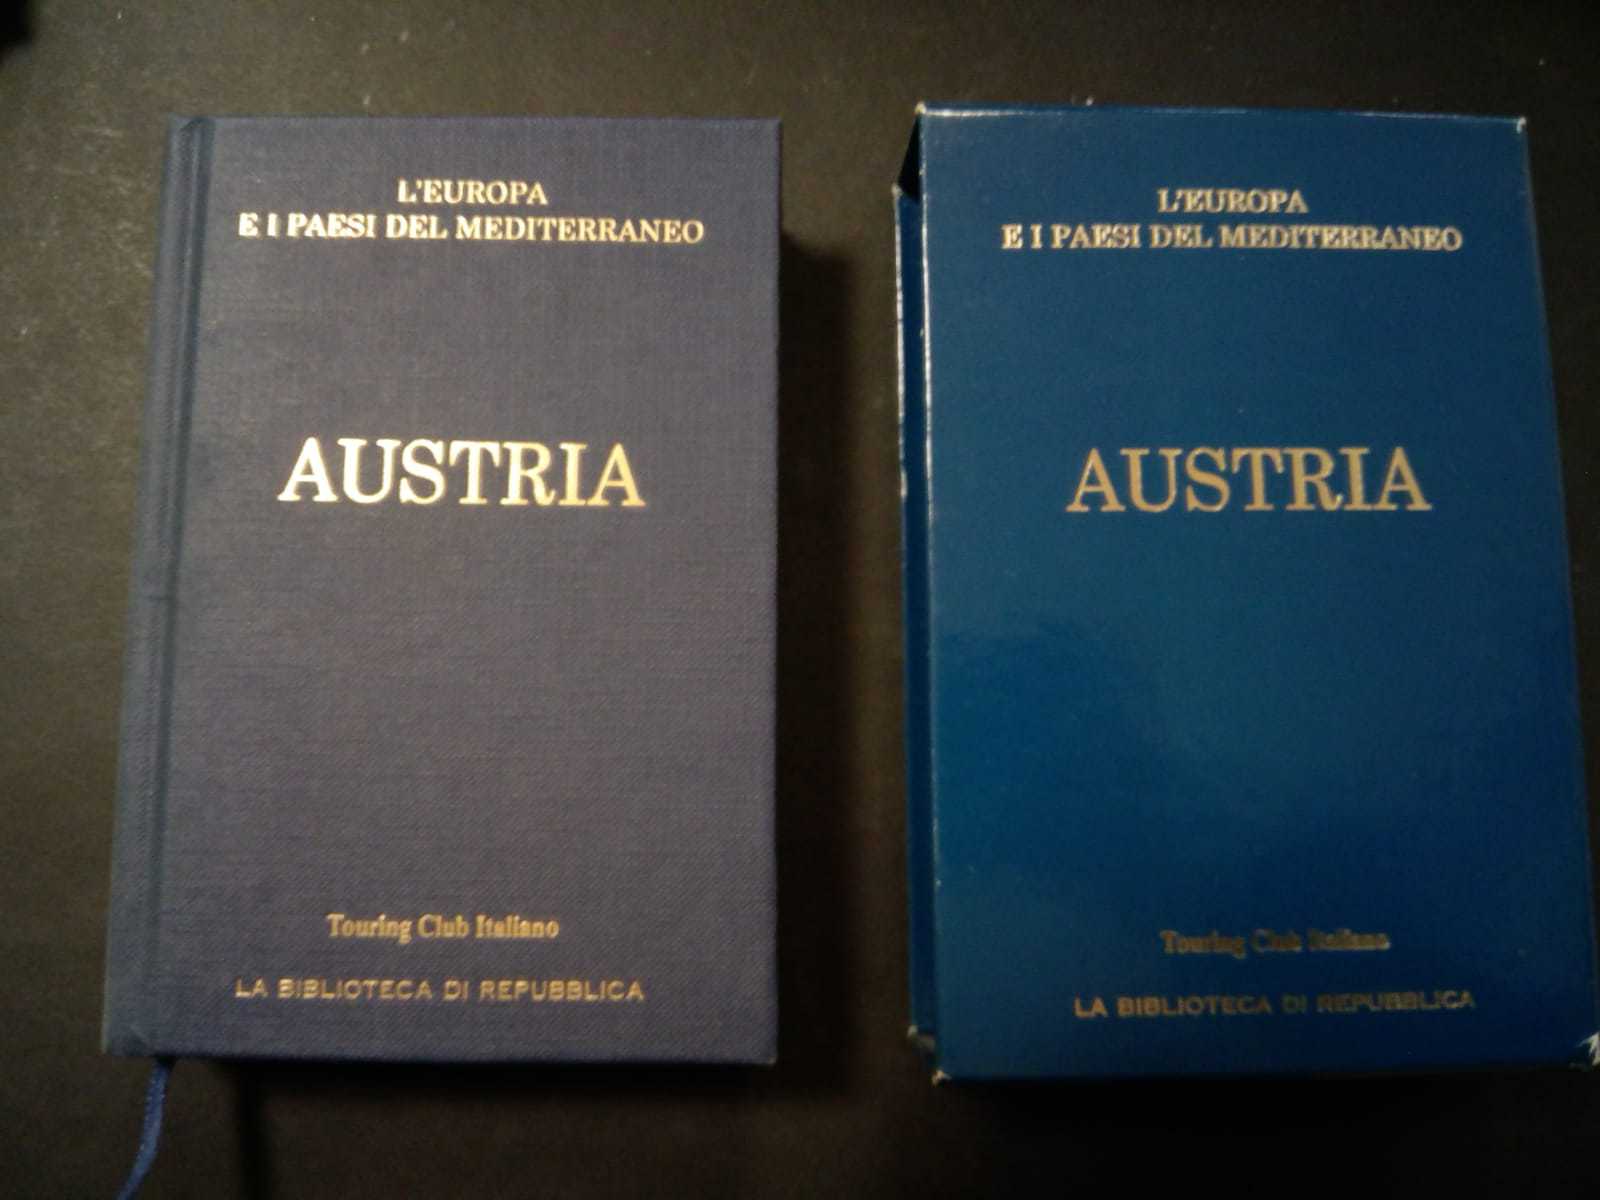 L'EUROPA
E I PAESI DEL MEDITERRANEO
AUSTRIA
Touring Club Italiano
LA BIBLIOTECA DI REPUBBLICA
L'EUROPA
E I PAESI DEL MEDITERRANEO
AUSTRIA
Touring Club Italiano
LA BIBLIOTECA DI REPUBBLICA